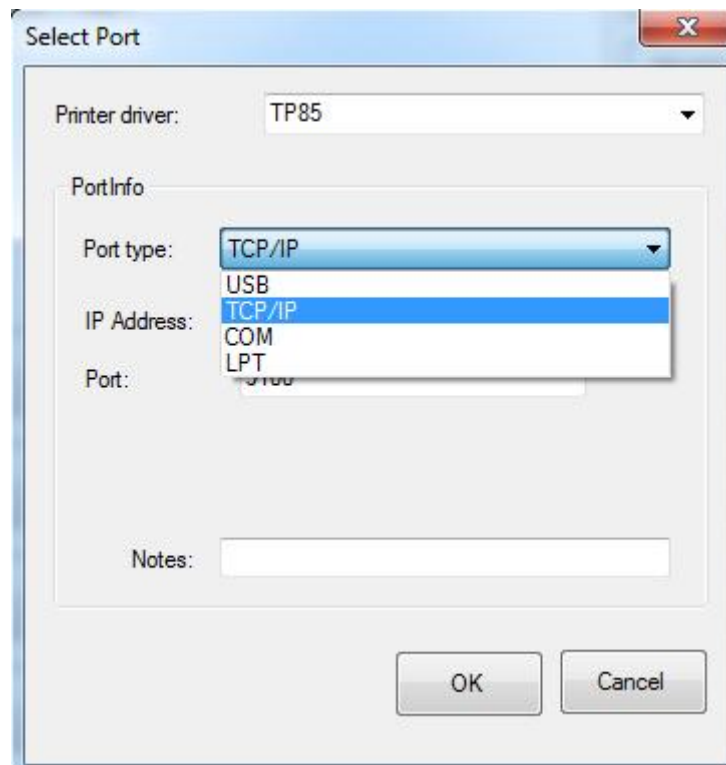 Select Port
Printer driver: TP85
PortInfo
Port type: TCP/IP
USB
TCP/IP
IP Address:
COM
LPT
Port:
Notes:
OK Cancel